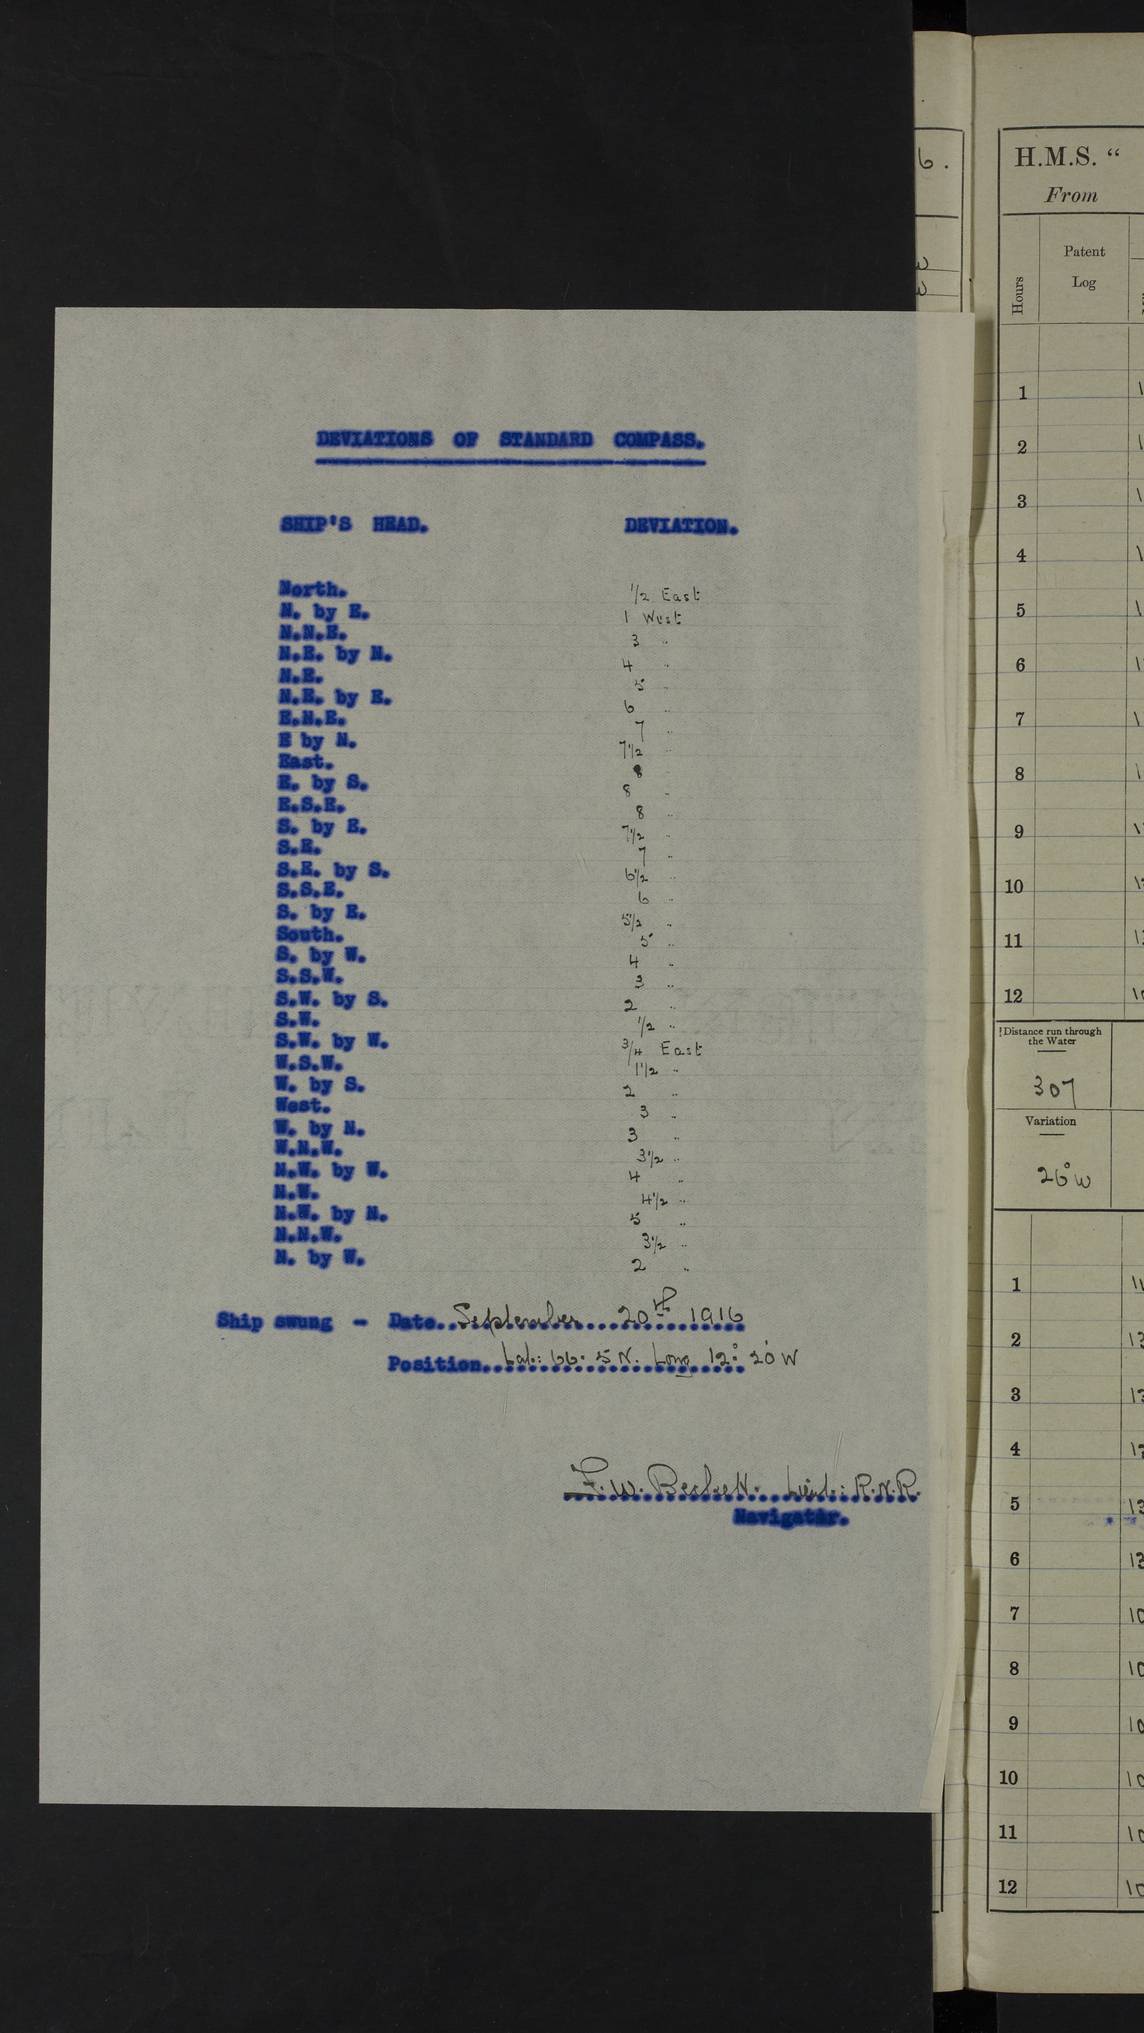 DEVIATIONS OF STANDARD COMPASS.
SHIP'S HEAD. DEVIATION.
North. 1/2 East
N. by E. 1 West
N.N.E. 3 "
N.E. by N. 4 "
N.E. 5 "
N.E. by E. 6 "
E.N.E. 7 "
E by N. 7 1/2 "
East. 8 "
E. by S. 8 "
E.S.E. 8 "
S. by E. 7 1/2 "
S.E. 7 "
S.E. by S. 6 1/2 "
S.S.E. 6 "
S. by E. 5 1/2 "
South. 5 "
S. by W. 4 "
S.S.W. 3 "
S.W. by S. 2 "
S.W. 1/2 "
S.W. by W. 3/4 East
W.S.W. 1 1/2 "
W. by S. 2 "
West. 3 "
W. by N. 3 "
W.N.W. 3 1/2 "
N.W. by W. 4 "
N.W. 4 1/2 "
N.W. by N. 5 "
N.N.W. 3 1/2 "
N. by W. 2 "
Ship swung - Date..September 20th 1916
Position..Lat: 66° 5 N. Long 12° 20' W
F. W. Lieut: R.N.R.
Navigator.
6.
W
W
H.M.S. “
From
Hours
Patent
Log
1
2
3
4
5
6
7
8
9
10
11
12
Distance run through
the Water
307
Variation
26° W
1
2
3
4
5
6
7
8
9
10
11
12